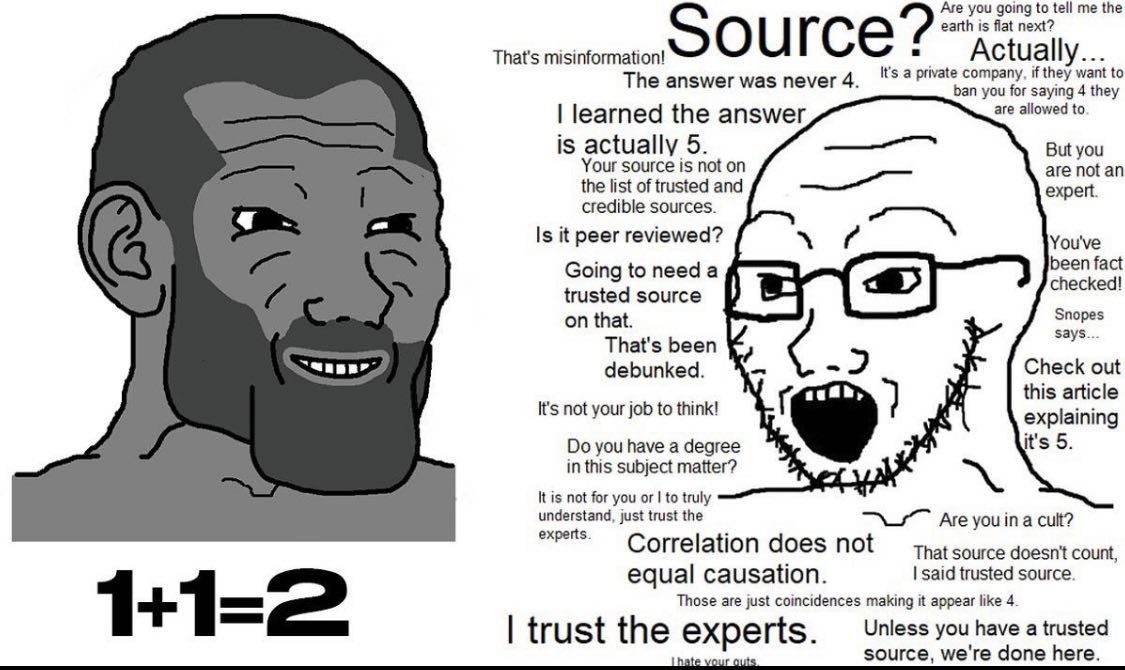 Source?
Are you going to tell me the
earth is flat next?
That's misinformation!
Actually...
The answer was never 4.
It's a private company, if they want to
ban you for saying 4 they
are allowed to.
I learned the answer
is actually 5.
Your source is not on
the list of trusted and
credible sources.
But you
are not an
expert.
Is it peer reviewed?
You've
been fact
checked!
Going to need a
trusted source
on that.
Snopes
says...
That's been
debunked.
Check out
this article
explaining
it's 5.
It's not your job to think!
Do you have a degree
in this subject matter?
It is not for you or I to truly
understand, just trust the
experts.
Are you in a cult?
Correlation does not
equal causation.
That source doesn't count,
I said trusted source.
Those are just coincidences making it appear like 4.
1+1=2
I trust the experts.
Unless you have a trusted
source, we're done here.
I hate your guts.